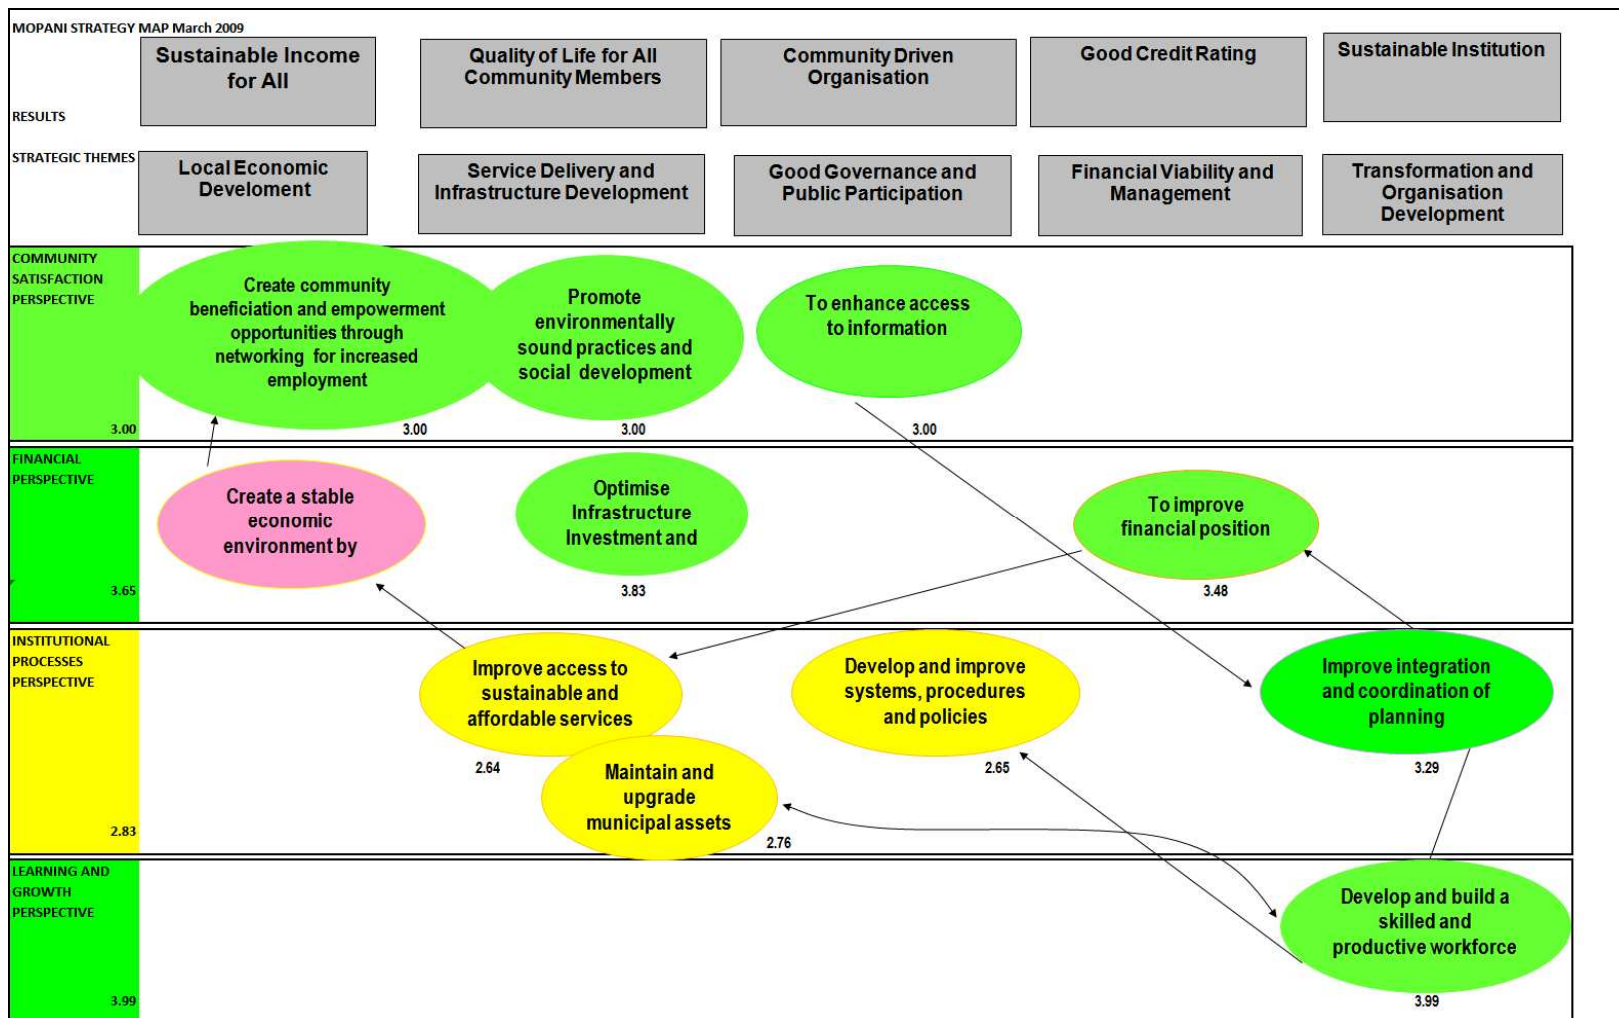 MOPANI STRATEGY MAP March 2009
Sustainable Income
for All
Quality of Life for All
Community Members
Community Driven
Organisation
Good Credit Rating
Sustainable Institution
RESULTS
STRATEGIC THEMES
Local Economic
Develoment
Service Delivery and
Infrastructure Development
Good Governance and
Public Participation
Financial Viability and
Management
Transformation and
Organisation
Development
COMMUNITY
SATISFACTION
PERSPECTIVE
3.00
Create community
beneficiation and empowerment
opportunities through
networking for increased
employment
3.00
Promote
environmentally
sound practices and
social development
3.00
To enhance access
to information
3.00
FINANCIAL
PERSPECTIVE
3.65
Create a stable
economic
environment by
Optimise
Infrastructure
Investment and
3.83
To improve
financial position
3.48
INSTITUTIONAL
PROCESSES
PERSPECTIVE
2.83
Improve access to
sustainable and
affordable services
2.64
Maintain and
upgrade
municipal assets
2.76
Develop and improve
systems, procedures
and policies
2.65
Improve integration
and coordination of
planning
3.29
LEARNING AND
GROWTH
PERSPECTIVE
3.99
Develop and build a
skilled and
productive workforce
3.99